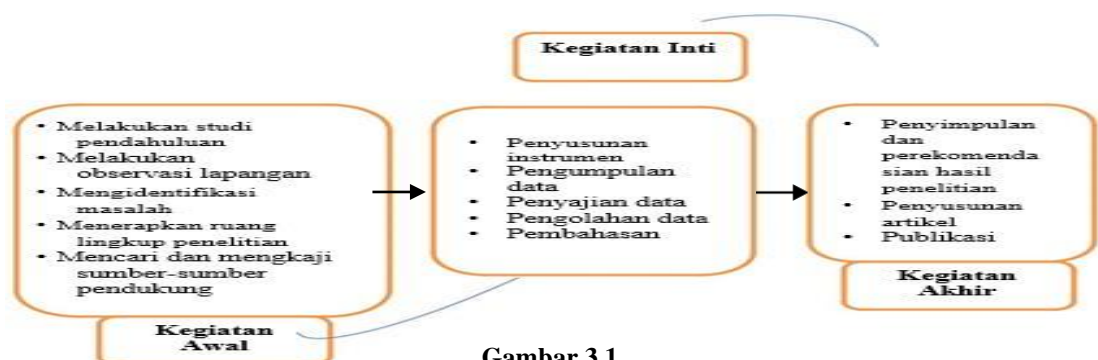 Kegiatan Inti
• Melakukan studi
pendahuluan
• Melakukan
observasi lapangan
• Mengidentifikasi
masalah
• Menerapkan ruang
lingkup penelitian
• Mencari dan mengkaji
sumber-sumber
pendukung
Kegiatan
Awal
• Penyusunan
instrumen
• Pengumpulan
data
• Penyajian data
• Pengolahan data
• Pembahasan
• Penyimpulan
dan
perekomenda
sian hasil
penelitian
• Penyusunan
artikel
• Publikasi
Kegiatan
Akhir
Gambar 3.1